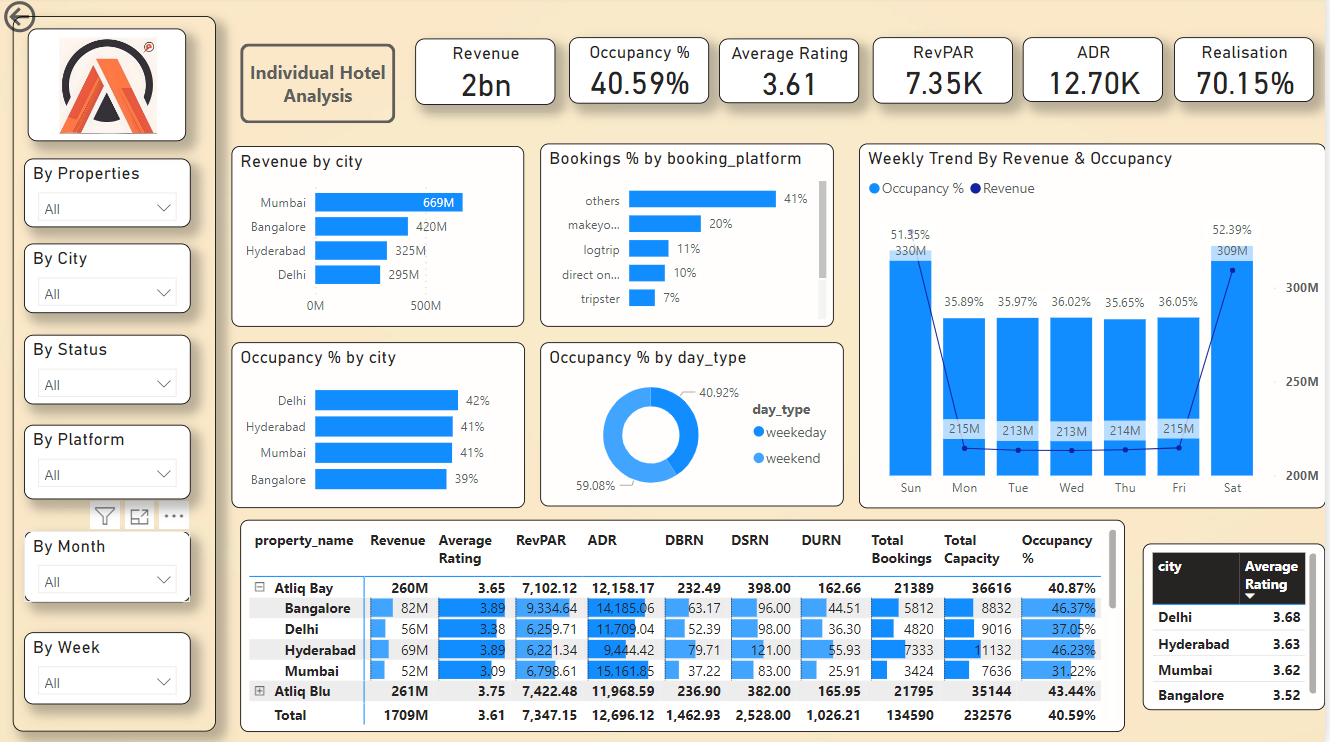 Individual Hotel
Analysis
Revenue
2bn
Occupancy %
40.59%
Average Rating
3.61
RevPAR
7.35K
ADR
12.70K
Realisation
70.15%
By Properties
All
By City
All
By Status
All
By Platform
All
By Month
All
By Week
All
Revenue by city
Mumbai 669M
Bangalore 420M
Hyderabad 325M
Delhi 295M
0M 500M
Bookings % by booking_platform
others 41%
makeyo... 20%
logtrip 11%
direct on... 10%
tripster 7%
Weekly Trend By Revenue & Occupancy
Occupancy % Revenue
51.35% 35.89% 35.97% 36.02% 35.65% 36.05% 52.39%
330M 215M 213M 213M 214M 215M 309M
300M
250M
200M
Sun Mon Tue Wed Thu Fri Sat
Occupancy % by city
Delhi 42%
Hyderabad 41%
Mumbai 41%
Bangalore 39%
Occupancy % by day_type
40.92%
59.08%
day_type
weekeday
weekend
property_name Revenue Average Rating RevPAR ADR DBRN DSRN DURN Total Bookings Total Capacity Occupancy %
Atliq Bay 260M 3.65 7,102.12 12,158.17 232.49 398.00 162.66 21389 36616 40.87%
Bangalore 82M 3.89 9,334.64 14,185.06 63.17 96.00 44.51 5812 8832 46.37%
Delhi 56M 3.38 6,259.71 11,709.04 52.39 98.00 36.30 4820 9016 37.05%
Hyderabad 69M 3.89 6,221.34 9,444.42 79.71 121.00 55.93 7333 11132 46.23%
Mumbai 52M 3.09 6,798.61 15,161.85 37.22 83.00 25.91 3424 7636 31.22%
Atliq Blu 261M 3.75 7,422.48 11,968.59 236.90 382.00 165.95 21795 35144 43.44%
Total 1709M 3.61 7,347.15 12,696.12 1,462.93 2,528.00 1,026.21 134590 232576 40.59%
city Average Rating
Delhi 3.68
Hyderabad 3.63
Mumbai 3.62
Bangalore 3.52